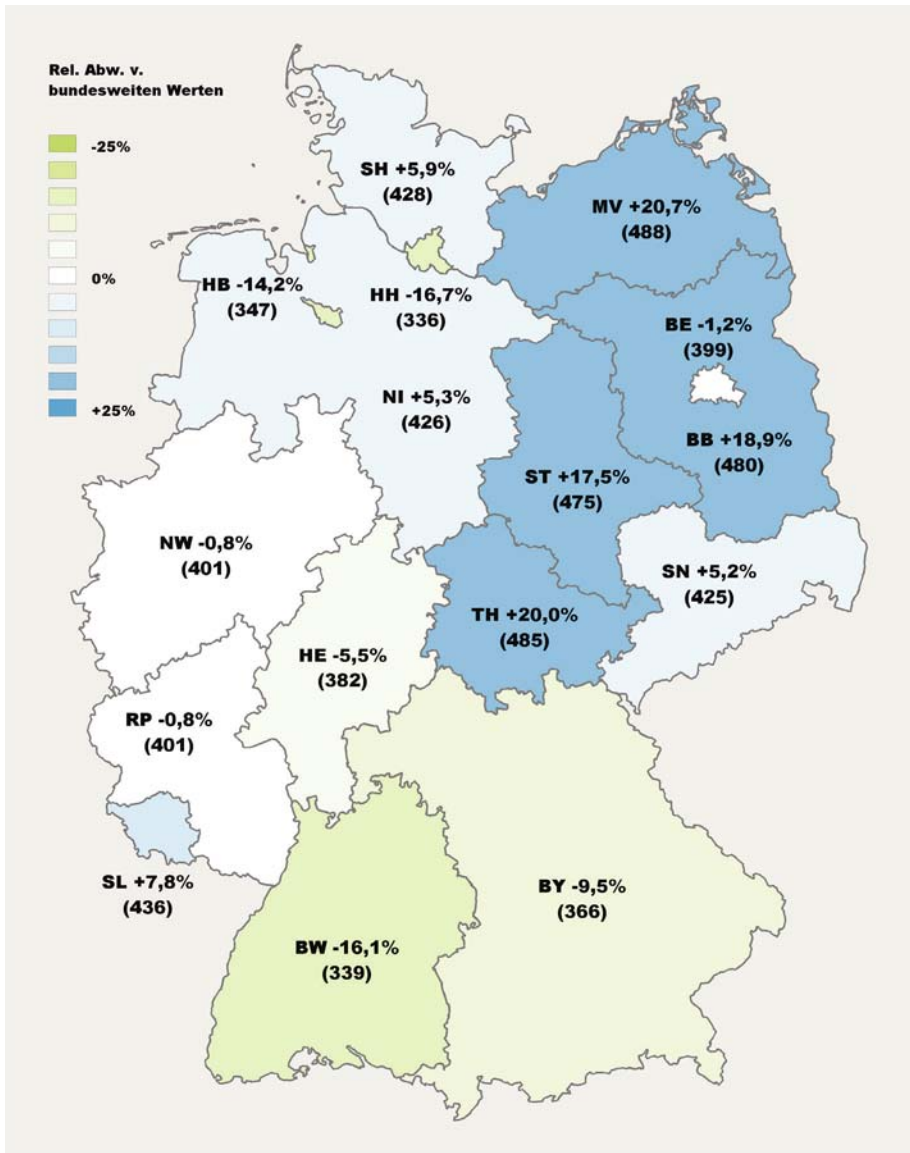 Rel. Abw. v.
bundesweiten Werten
-25%
0%
+25%
SH +5,9%
(428)
MV +20,7%
(488)
HB -14,2%
(347)
HH -16,7%
(336)
BE -1,2%
(399)
NI +5,3%
(426)
BB +18,9%
(480)
ST +17,5%
(475)
NW -0,8%
(401)
SN +5,2%
(425)
TH +20,0%
(485)
HE -5,5%
(382)
RP -0,8%
(401)
SL +7,8%
(436)
BY -9,5%
(366)
BW -16,1%
(339)